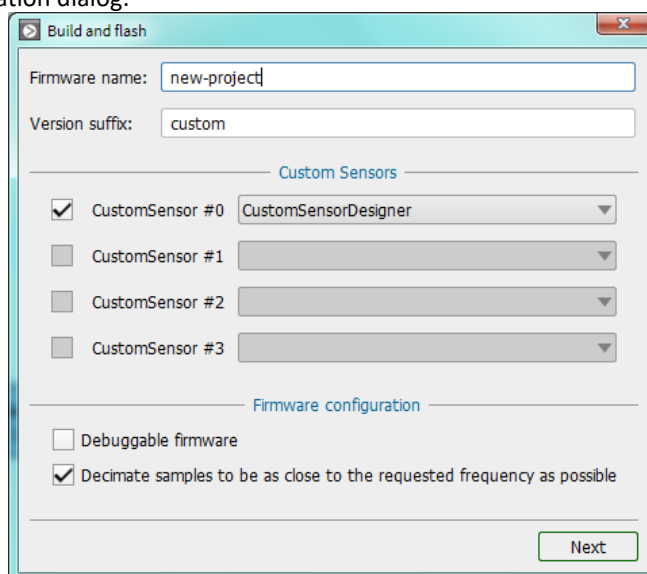 ation dialog.
Build and flash
Firmware name: new-project
Version suffix: custom
Custom Sensors
CustomSensor #0 CustomSensorDesigner
CustomSensor #1
CustomSensor #2
CustomSensor #3
Firmware configuration
Debuggable firmware
Decimate samples to be as close to the requested frequency as possible
Next